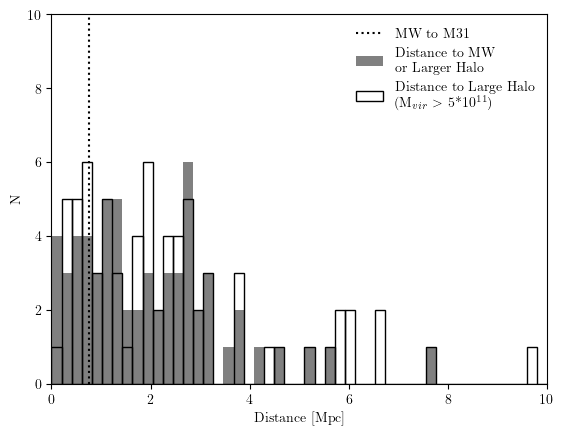 MW to M31
Distance to MW
or Larger Halo
Distance to Large Halo
(M_vir > 5*10^11)
10
8
6
4
2
0
N
0 2 4 6 8 10
Distance [Mpc]